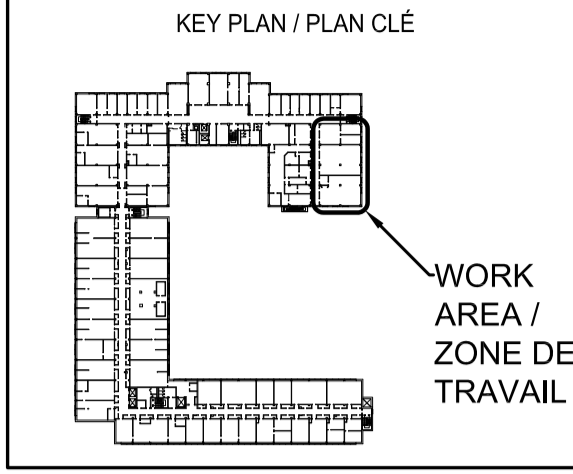 KEY PLAN / PLAN CLÉ
WORK
AREA /
ZONE DE
TRAVAIL